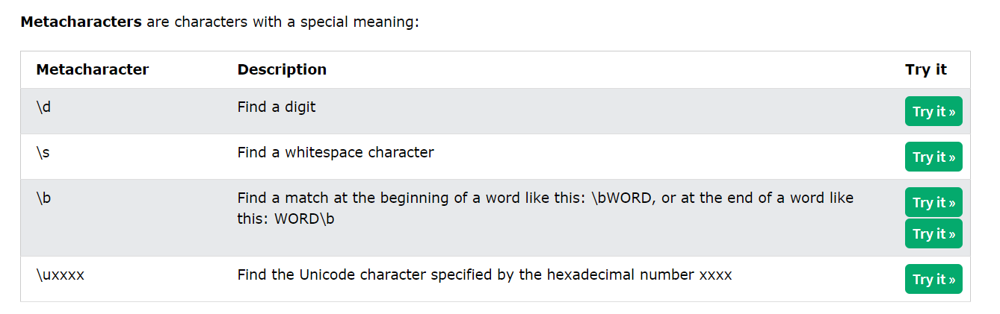 Metacharacters are characters with a special meaning:
Metacharacter Description Try it
\d Find a digit Try it »
\s Find a whitespace character Try it »
\b Find a match at the beginning of a word like this: \bWORD, or at the end of a word like Try it »
this: WORD\b Try it »
\uxxxx Find the Unicode character specified by the hexadecimal number xxxx Try it »